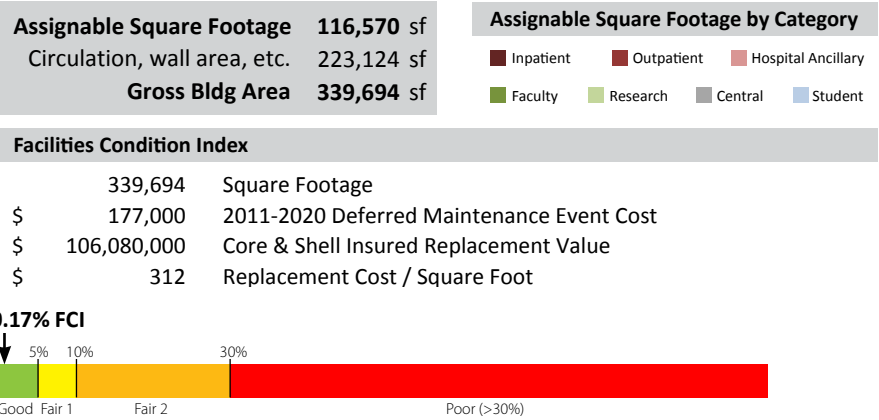 Assignable Square Footage 116,570 sf
Circulation, wall area, etc. 223,124 sf
Gross Bldg Area 339,694 sf
Assignable Square Footage by Category
Inpatient Outpatient Hospital Ancillary
Faculty Research Central Student
Facilities Condition Index
339,694 Square Footage
$ 177,000 2011-2020 Deferred Maintenance Event Cost
$ 106,080,000 Core & Shell Insured Replacement Value
$ 312 Replacement Cost / Square Foot
0.17% FCI
5% 10% 30%
Good Fair 1 Fair 2 Poor (>30%)